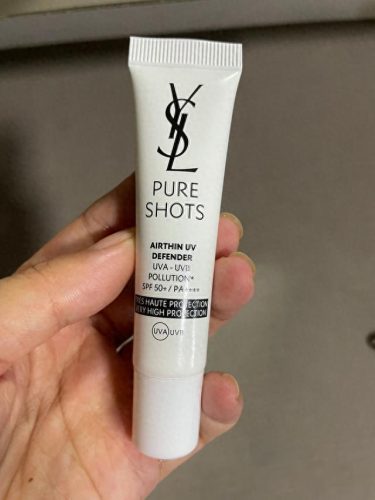 YSL
PURE
SHOTS
AIRTHIN UV
DEFENDER
UVA - UVB
POLLUTION*
SPF 50+ / PA++++
TRÈS HAUTE PROTECTION
VERY HIGH PROTECTION
UVA UVB